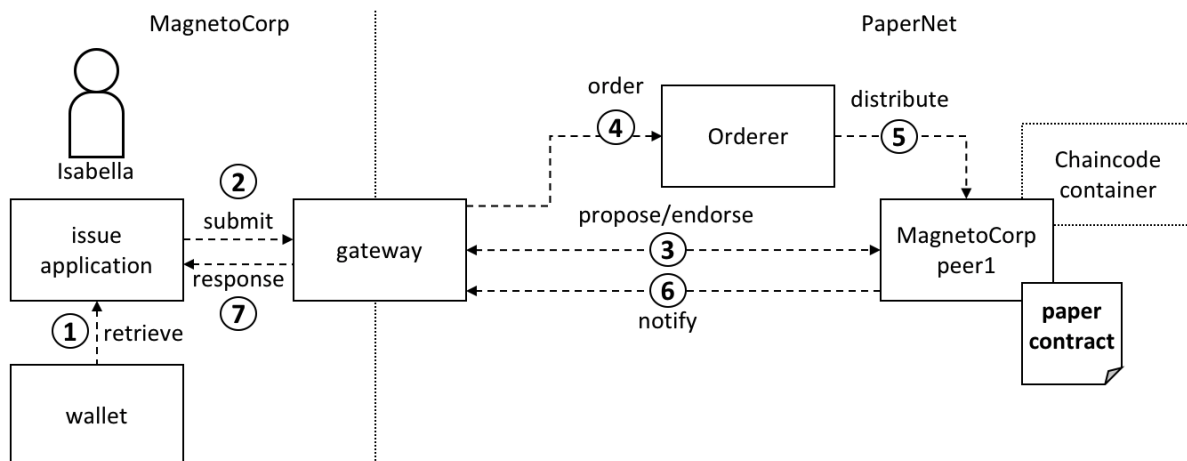 MagnetoCorp
PaperNet
Isabella
order
4
Orderer
distribute
5
Chaincode
container
2
submit
issue
application
response
7
gateway
propose/endorse
3
6
notify
MagnetoCorp
peer1
paper
contract
1
retrieve
wallet